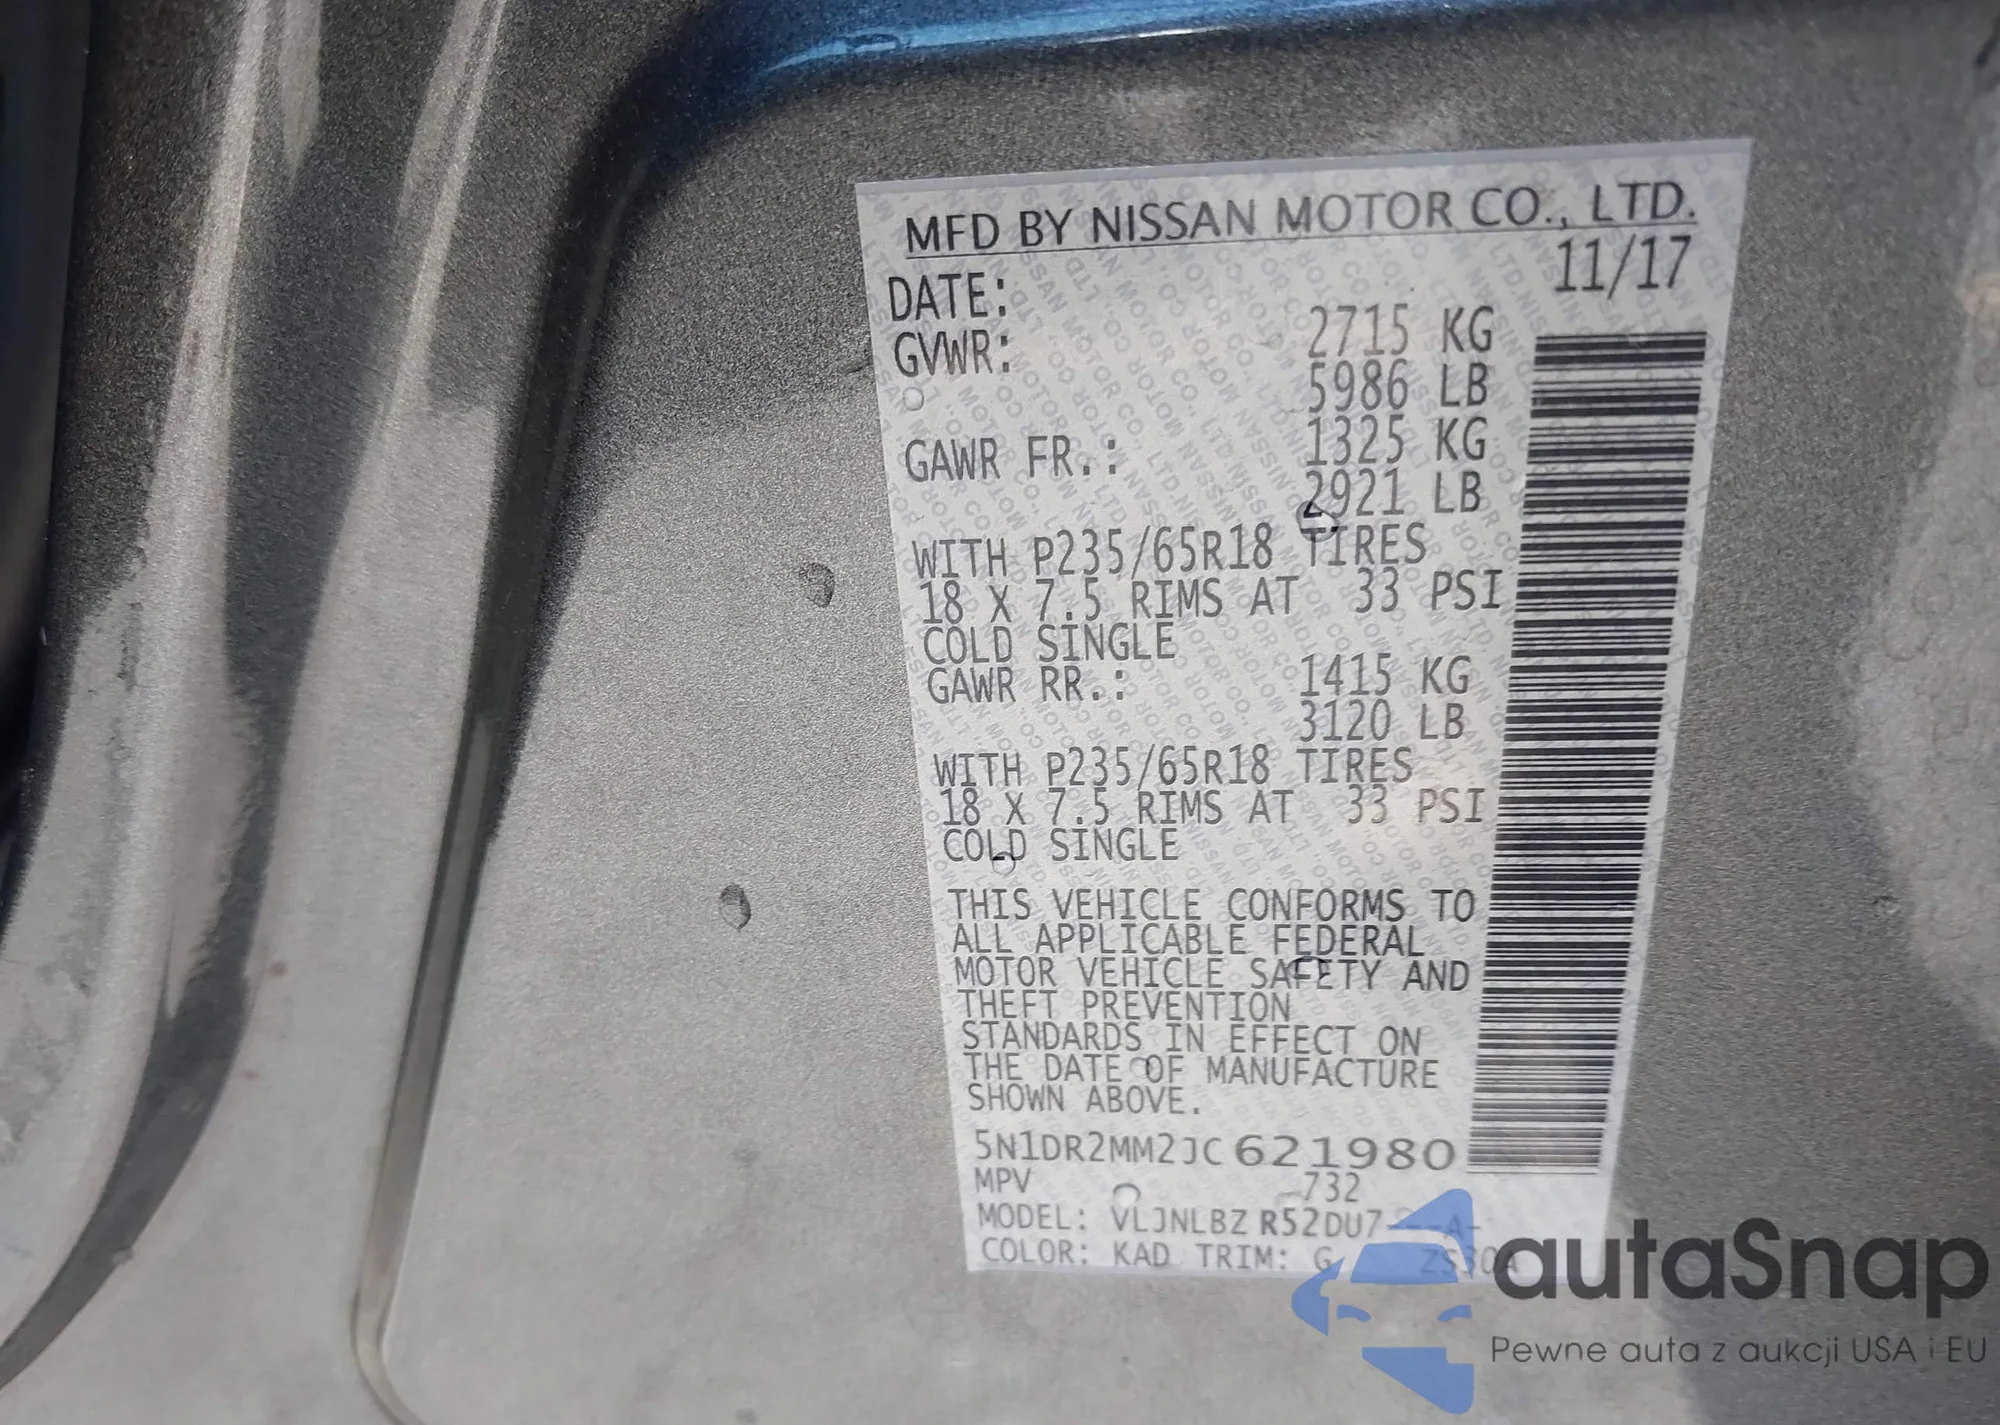 MFD BY NISSAN MOTOR CO., LTD.
DATE: 11/17
GVWR: 2715 KG
5986 LB
GAWR FR.: 1325 KG
2921 LB
WITH P235/65R18 TIRES
18 X 7.5 RIMS AT 33 PSI
COLD SINGLE
GAWR RR.: 1415 KG
3120 LB
WITH P235/65R18 TIRES
18 X 7.5 RIMS AT 33 PSI
COLD SINGLE
THIS VEHICLE CONFORMS TO
ALL APPLICABLE FEDERAL
MOTOR VEHICLE SAFETY AND
THEFT PREVENTION
STANDARDS IN EFFECT ON
THE DATE OF MANUFACTURE
SHOWN ABOVE.
5N1DR2MM2JC621980
MPV 732
MODEL: VLJNLBZ
COLOR: KAD TRIM: G
autaSnap
Pewne auta z aukcji USA i EU